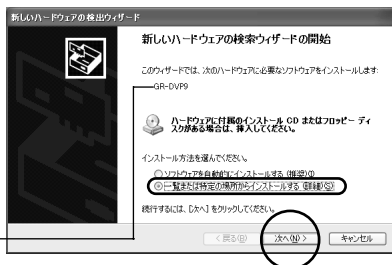 新しいハードウェアの検出ウィザード
新しいハードウェアの検索ウィザードの開始
このウィザードでは、次のハードウェアに必要なソフトウェアをインストールします:
GR-DVP9
ハードウェアに付属のインストール CD またはフロッピー ディ
スクがある場合は、挿入してください。
インストール方法を選んでください。
ソフトウェアを自動的にインストールする (推奨)(I)
一覧または特定の場所からインストールする (詳細)(S)
続行するには、[次へ] をクリックしてください。
< 戻る(B) 次へ(N) > キャンセル